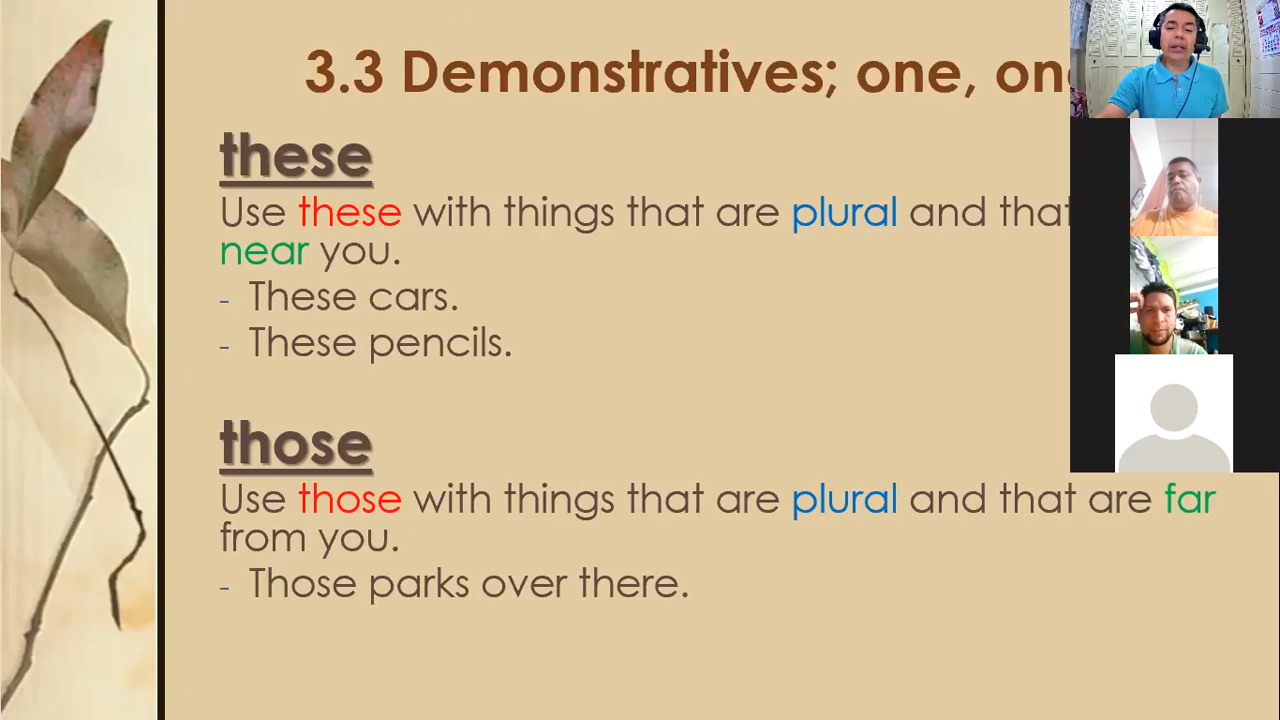 3.3 Demonstratives; one,
these
Use these with things that are plural and that
near you.
- These cars.
- These pencils.
those
Use those with things that are plural and that are far
from you.
- Those parks over there.